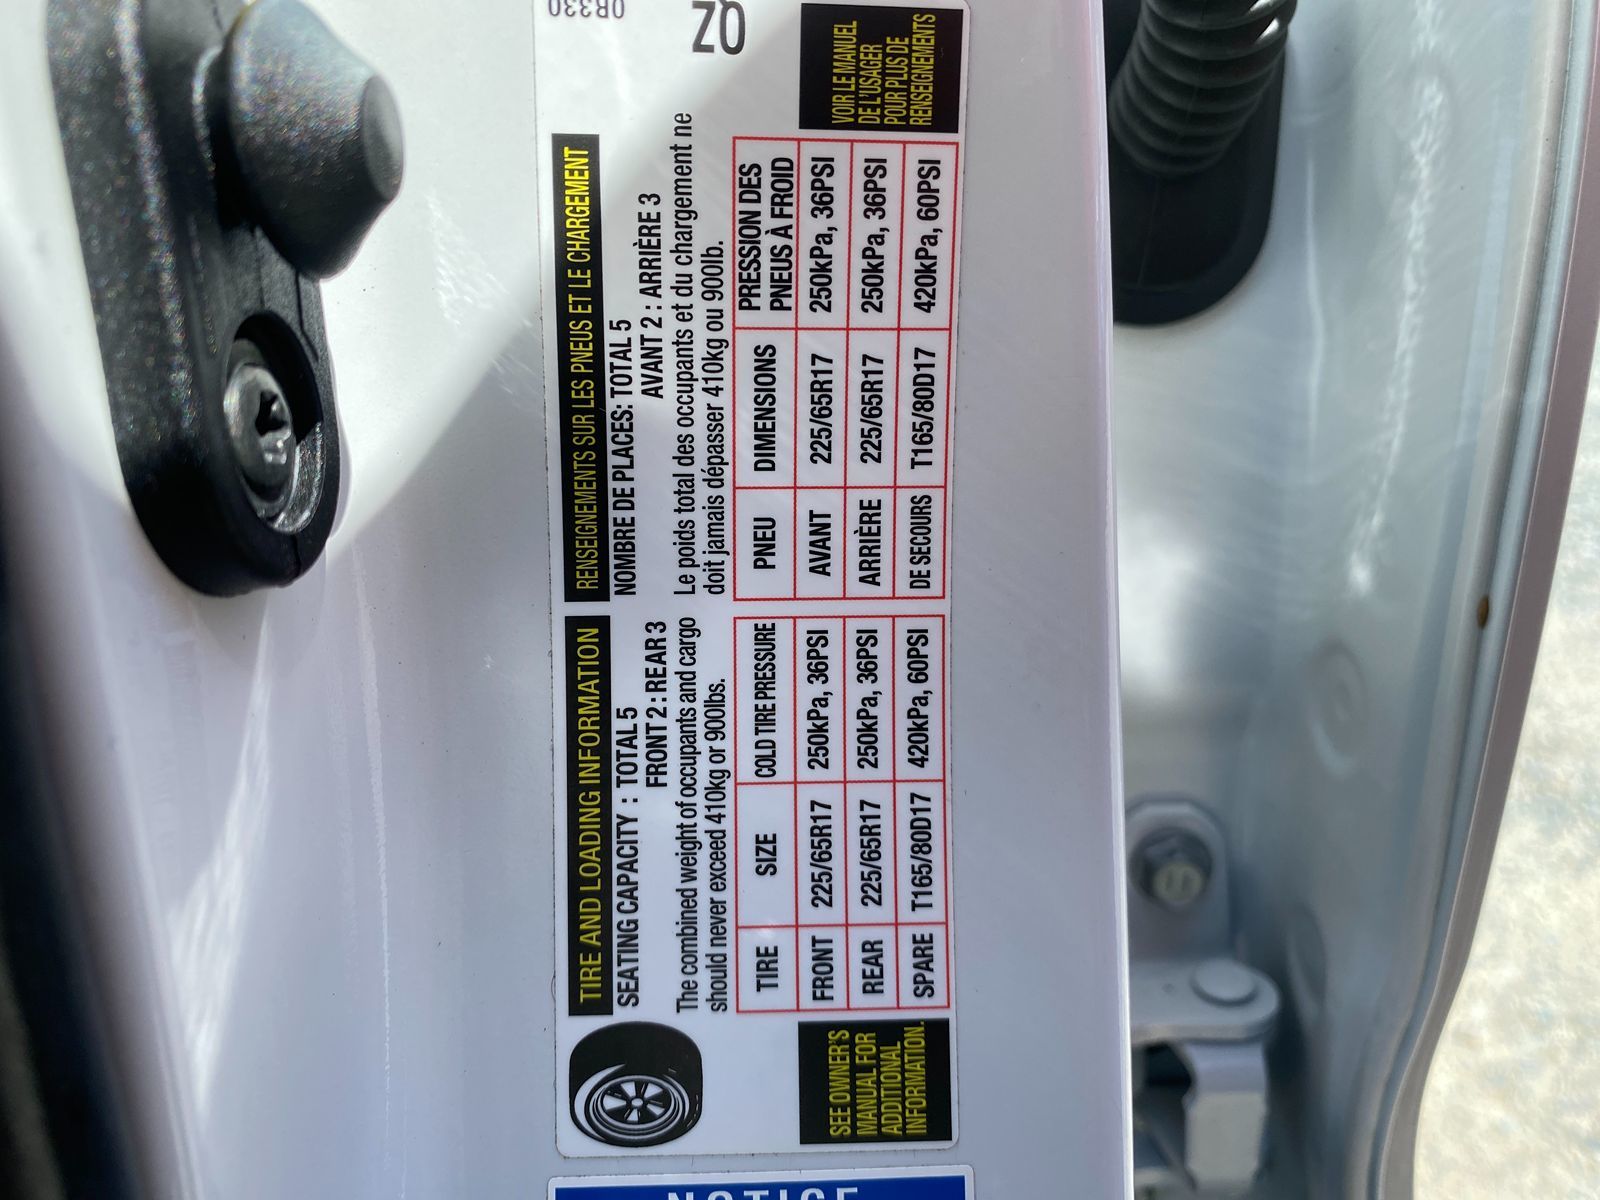 TIRE AND LOADING INFORMATION
SEATING CAPACITY : TOTAL 5
FRONT 2 : REAR 3
The combined weight of occupants and cargo
should never exceed 410kg or 900lbs.
TIRE SIZE COLD TIRE PRESSURE
FRONT 225/65R17 250kPa, 36PSI
REAR 225/65R17 250kPa, 36PSI
SPARE T165/80D17 420kPa, 60PSI
SEE OWNER'S
MANUAL FOR
ADDITIONAL
INFORMATION.
RENSEIGNEMENTS SUR LES PNEUS ET LE CHARGEMENT
NOMBRE DE PLACES: TOTAL 5
AVANT 2 : ARRIÈRE 3
Le poids total des occupants et du chargement ne
doit jamais dépasser 410kg ou 900lb.
PNEU DIMENSIONS PRESSION DES
PNEUS À FROID
AVANT 225/65R17 250kPa, 36PSI
ARRIÈRE 225/65R17 250kPa, 36PSI
DE SECOURS T165/80D17 420kPa, 60PSI
VOIR LE MANUEL
DE L'USAGER
POUR PLUS DE
RENSEIGNEMENTS
0R330
QZ
NOTICE